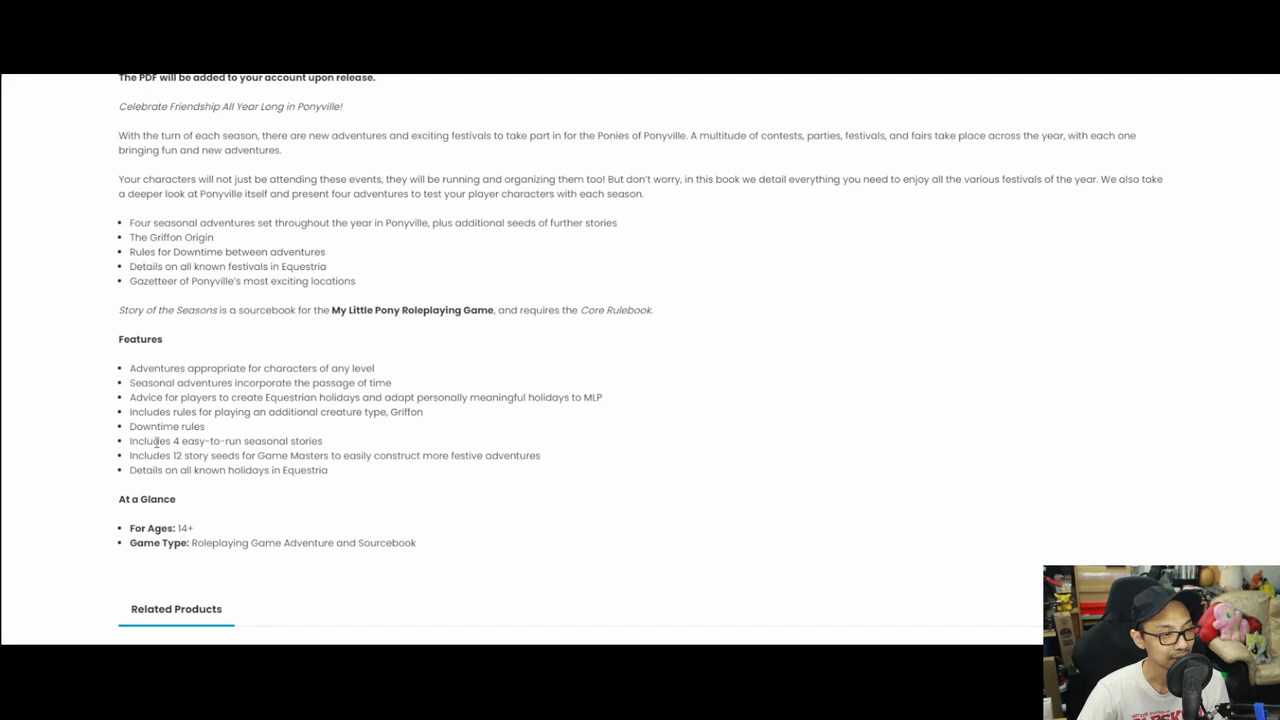 The PDF will be added to your account upon release.
Celebrate Friendship All Year Long in Ponyville!
With the turn of each season, there are new adventures and exciting festivals to take part in for the Ponies of Ponyville. A multitude of contests, parties, festivals, and fairs take place across the year, with each one
bringing fun and new adventures.
Your characters will not just be attending these events, they will be running and organizing them too! But don't worry, in this book we detail everything you need to enjoy all the various festivals of the year. We also take
a deeper look at Ponyville itself and present four adventures to test your player characters with each season.
• Four seasonal adventures set throughout the year in Ponyville, plus additional seeds of further stories
• The Griffon Origin
• Rules for Downtime between adventures
• Details on all known festivals in Equestria
• Gazetteer of Ponyville's most exciting locations
Story of the Seasons is a sourcebook for the My Little Pony Roleplaying Game, and requires the Core Rulebook.
Features
• Adventures appropriate for characters of any level
• Seasonal adventures incorporate the passage of time
• Advice for players to create Equestrian holidays and adapt personally meaningful holidays to MLP
• Includes rules for playing an additional creature type, Griffon
• Downtime rules
• Includes 4 easy-to-run seasonal stories
• Includes 12 story seeds for Game Masters to easily construct more festive adventures
• Details on all known holidays in Equestria
At a Glance
• For Ages: 14+
• Game Type: Roleplaying Game Adventure and Sourcebook
Related Products